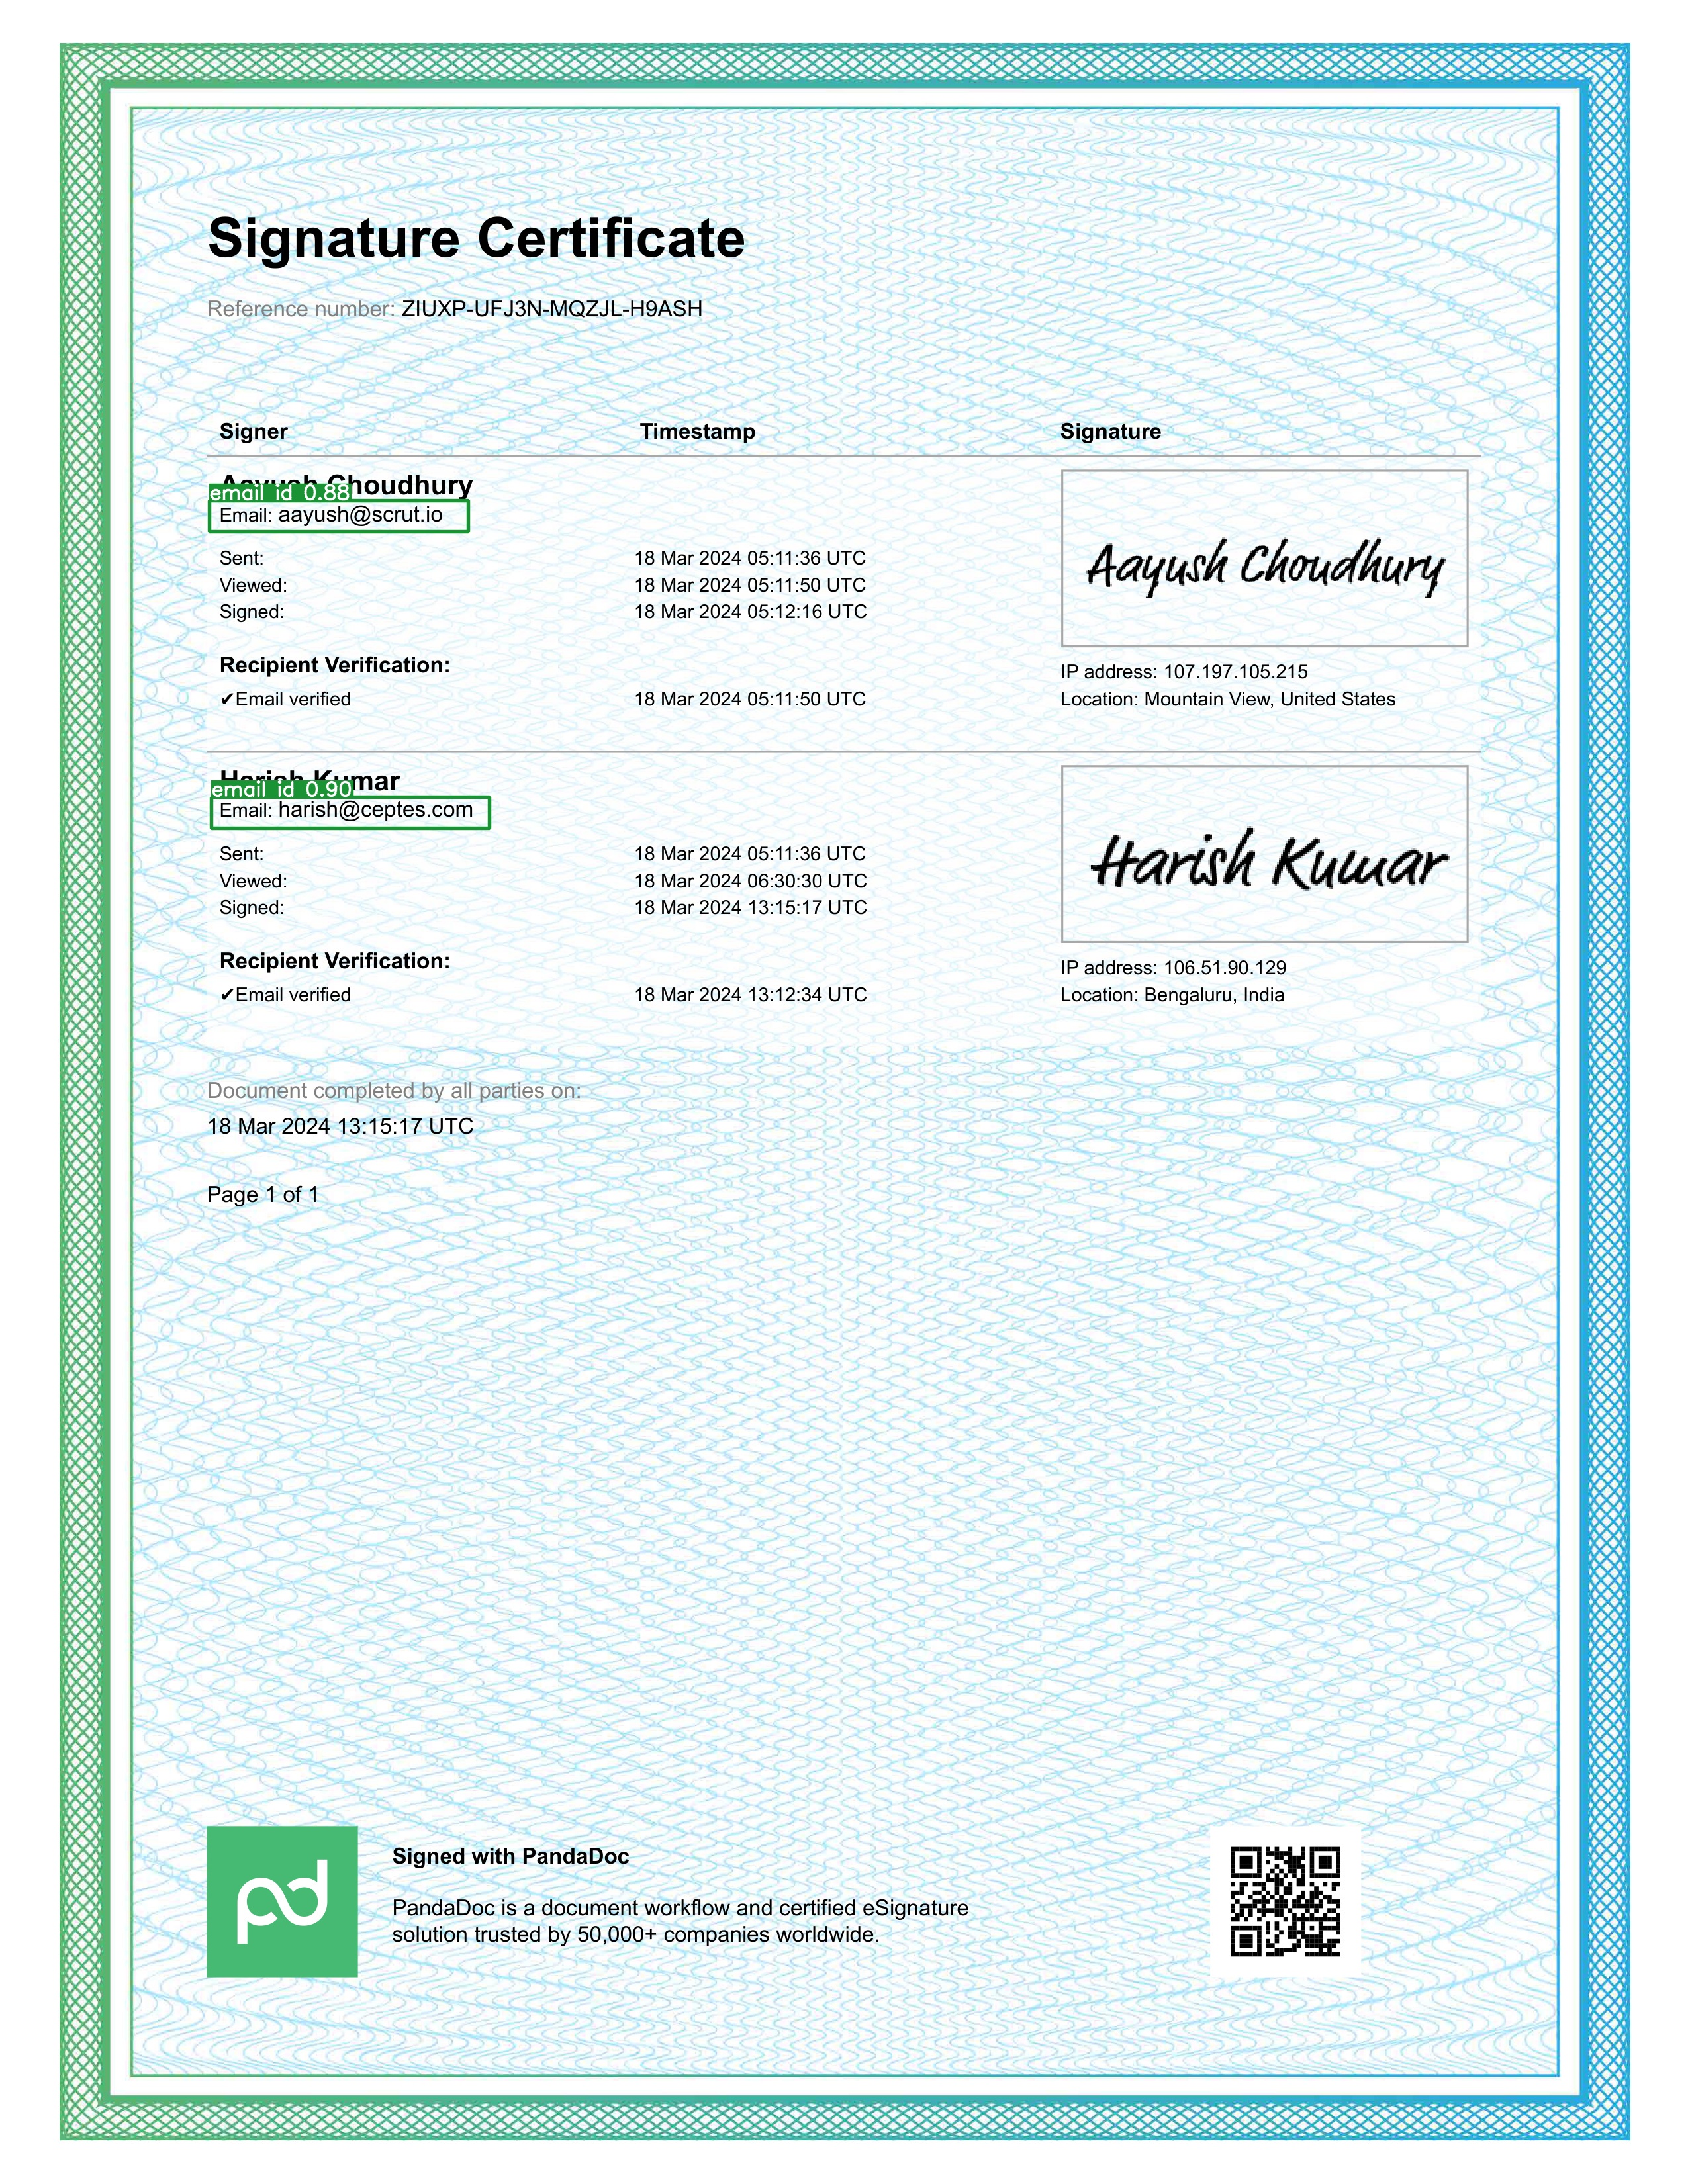 Signature Certificate
Reference number: ZIUXP-UFJ3N-MQZJL-H9ASH
Signer Timestamp Signature
Aayush Choudhury
email id 0.88
Email: aayush@scrut.io
Sent: 18 Mar 2024 05:11:36 UTC
Viewed: 18 Mar 2024 05:11:50 UTC
Signed: 18 Mar 2024 05:12:16 UTC
Aayush Choudhury
Recipient Verification:
✔Email verified 18 Mar 2024 05:11:50 UTC
IP address: 107.197.105.215
Location: Mountain View, United States
Harish Kumar
email id 0.90
Email: harish@ceptes.com
Sent: 18 Mar 2024 05:11:36 UTC
Viewed: 18 Mar 2024 06:30:30 UTC
Signed: 18 Mar 2024 13:15:17 UTC
Harish Kumar
Recipient Verification:
✔Email verified 18 Mar 2024 13:12:34 UTC
IP address: 106.51.90.129
Location: Bengaluru, India
Document completed by all parties on:
18 Mar 2024 13:15:17 UTC
Page 1 of 1
pd
Signed with PandaDoc
PandaDoc is a document workflow and certified eSignature
solution trusted by 50,000+ companies worldwide.